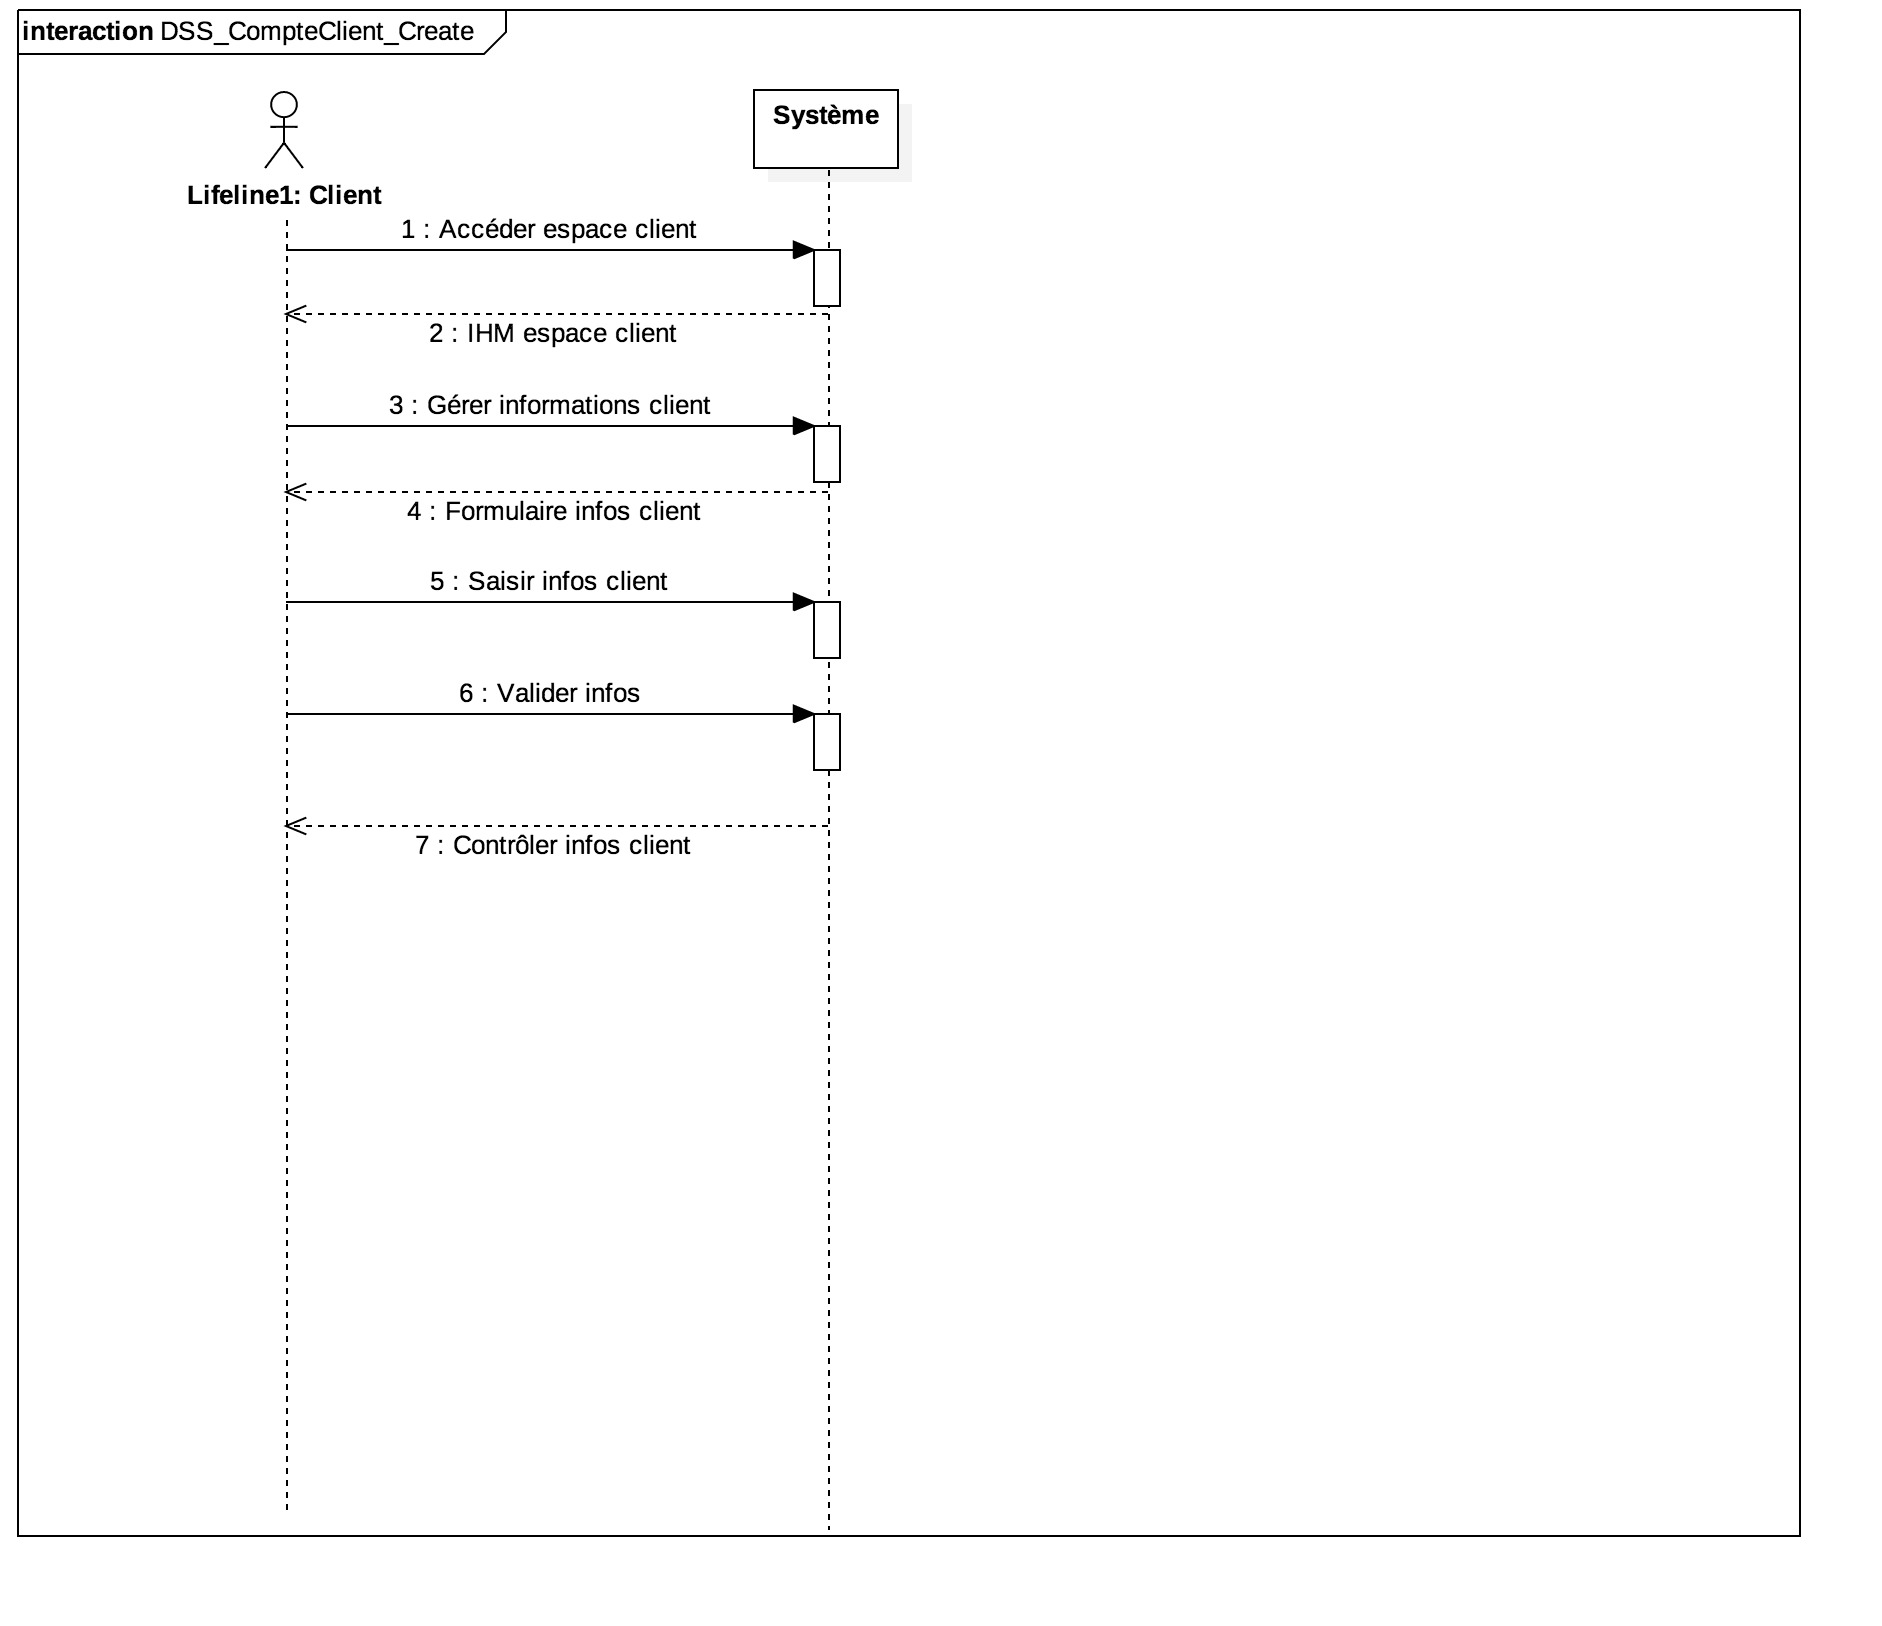 interaction DSS_CompteClient_Create
Système
Lifeline1: Client
1 : Accéder espace client
2 : IHM espace client
3 : Gérer informations client
4 : Formulaire infos client
5 : Saisir infos client
6 : Valider infos
7 : Contrôler infos client